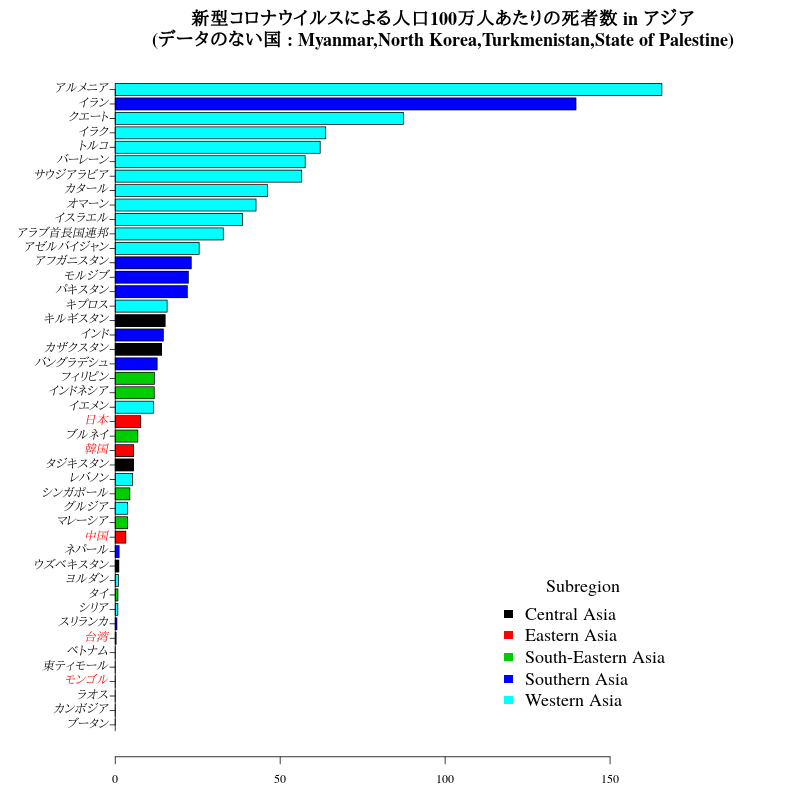 新型コロナウイルスによる人口100万人あたりの死者数 in アジア
(データのない国 : Myanmar,North Korea,Turkmenistan,State of Palestine)
アルメニア
イラン
クエート
イラク
トルコ
バーレーン
サウジアラビア
カタール
オマーン
イスラエル
アラブ首長国連邦
アゼルバイジャン
アフガニスタン
モルジブ
パキスタン
キプロス
キルギスタン
インド
カザクスタン
バングラデシュ
フィリピン
インドネシア
イエメン
日本
ブルネイ
韓国
タジキスタン
レバノン
シンガポール
グルジア
マレーシア
中国
ネパール
ウズベキスタン
ヨルダン
タイ
シリア
スリランカ
台湾
ベトナム
東ティモール
モンゴル
ラオス
カンボジア
ブータン
Subregion
Central Asia
Eastern Asia
South-Eastern Asia
Southern Asia
Western Asia
0 50 100 150